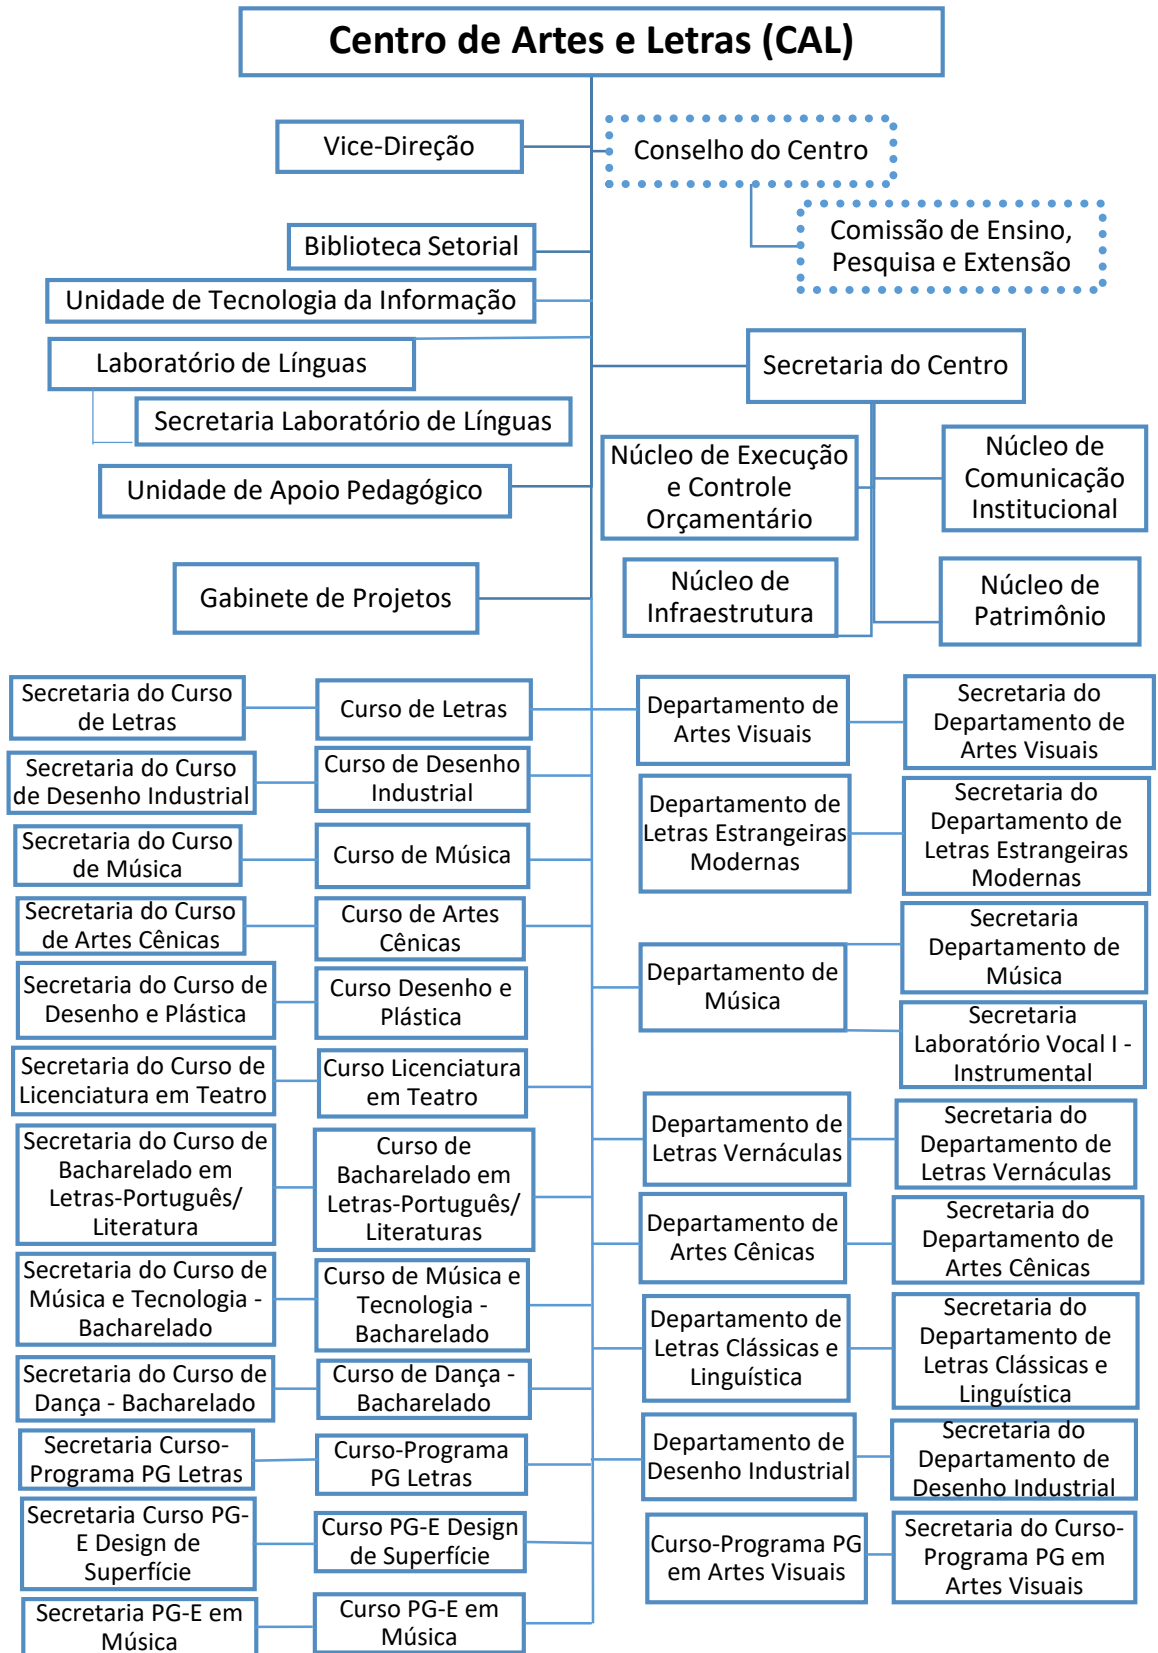 Centro de Artes e Letras (CAL)
Vice-Direção
Conselho do Centro
Comissão de Ensino,
Pesquisa e Extensão
Biblioteca Setorial
Unidade de Tecnologia da Informação
Laboratório de Línguas
Secretaria do Centro
Secretaria Laboratório de Línguas
Núcleo de Execução
e Controle
Orçamentário
Núcleo de
Comunicação
Institucional
Unidade de Apoio Pedagógico
Gabinete de Projetos
Núcleo de
Infraestrutura
Núcleo de
Patrimônio
Secretaria do Curso
de Letras
Curso de Letras
Departamento de
Artes Visuais
Secretaria do
Departamento de
Artes Visuais
Secretaria do Curso
de Desenho Industrial
Curso de Desenho
Industrial
Departamento de
Letras Estrangeiras
Modernas
Secretaria do
Departamento de
Letras Estrangeiras
Modernas
Secretaria do Curso
de Música
Curso de Música
Secretaria do Curso
de Artes Cênicas
Curso de Artes
Cênicas
Departamento de
Música
Secretaria
Departamento de
Música
Secretaria do Curso de
Desenho e Plástica
Curso Desenho e
Plástica
Secretaria
Laboratório Vocal I -
Instrumental
Secretaria do Curso de
Licenciatura em Teatro
Curso Licenciatura
em Teatro
Departamento de
Letras Vernáculas
Secretaria do
Departamento de
Letras Vernáculas
Secretaria do Curso de
Bacharelado em
Letras-Português/
Literatura
Curso de
Bacharelado em
Letras-Português/
Literaturas
Departamento de
Artes Cênicas
Secretaria do
Departamento de
Artes Cênicas
Secretaria do Curso de
Música e Tecnologia -
Bacharelado
Curso de Música e
Tecnologia -
Bacharelado
Departamento de
Letras Clássicas e
Linguística
Secretaria do
Departamento de
Letras Clássicas e
Linguística
Secretaria do Curso de
Dança - Bacharelado
Curso de Dança -
Bacharelado
Secretaria Curso-
Programa PG Letras
Curso-Programa
PG Letras
Departamento de
Desenho Industrial
Secretaria do
Departamento de
Desenho Industrial
Secretaria Curso PG-
E Design de
Superfície
Curso PG-E Design
de Superfície
Curso-Programa PG
em Artes Visuais
Secretaria do Curso-
Programa PG em
Artes Visuais
Secretaria PG-E em
Música
Curso PG-E em
Música